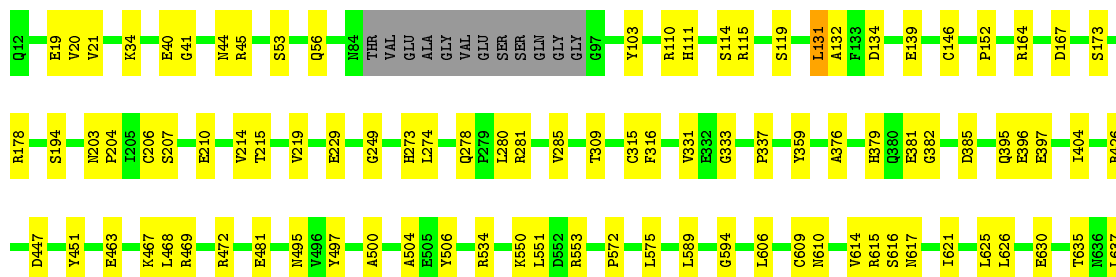 Q12 E19 V20 V21 K34 E40 G41 N44 R45 S53 Q56 N84 THR VAL GLU ALA GLY VAL GLU SER SER GLN GLY GLY G97 Y103 R110 H111 S114 R115 S119 L131 A132 F133 D134 E139 C146 P152 R164 D167 S173
R178 S194 N203 P204 I205 C206 S207 E210 V214 T215 V219 E229 G249 H273 L274 Q278 P279 L280 R281 V285 T309 C315 F316 V331 E332 G333 P337 Y359 A376 H379 Q380 E381 G382 D385 Q395 E396 E397 I404
D447 Y451 E463 K467 L468 R469 R472 E481 N495 V496 Y497 A500 A504 E505 Y506 R534 K550 L551 D552 R553 P572 L575 L589 G594 L606 C609 N610 V614 R615 S616 N617 I621 L625 L626 E630 T635 N636